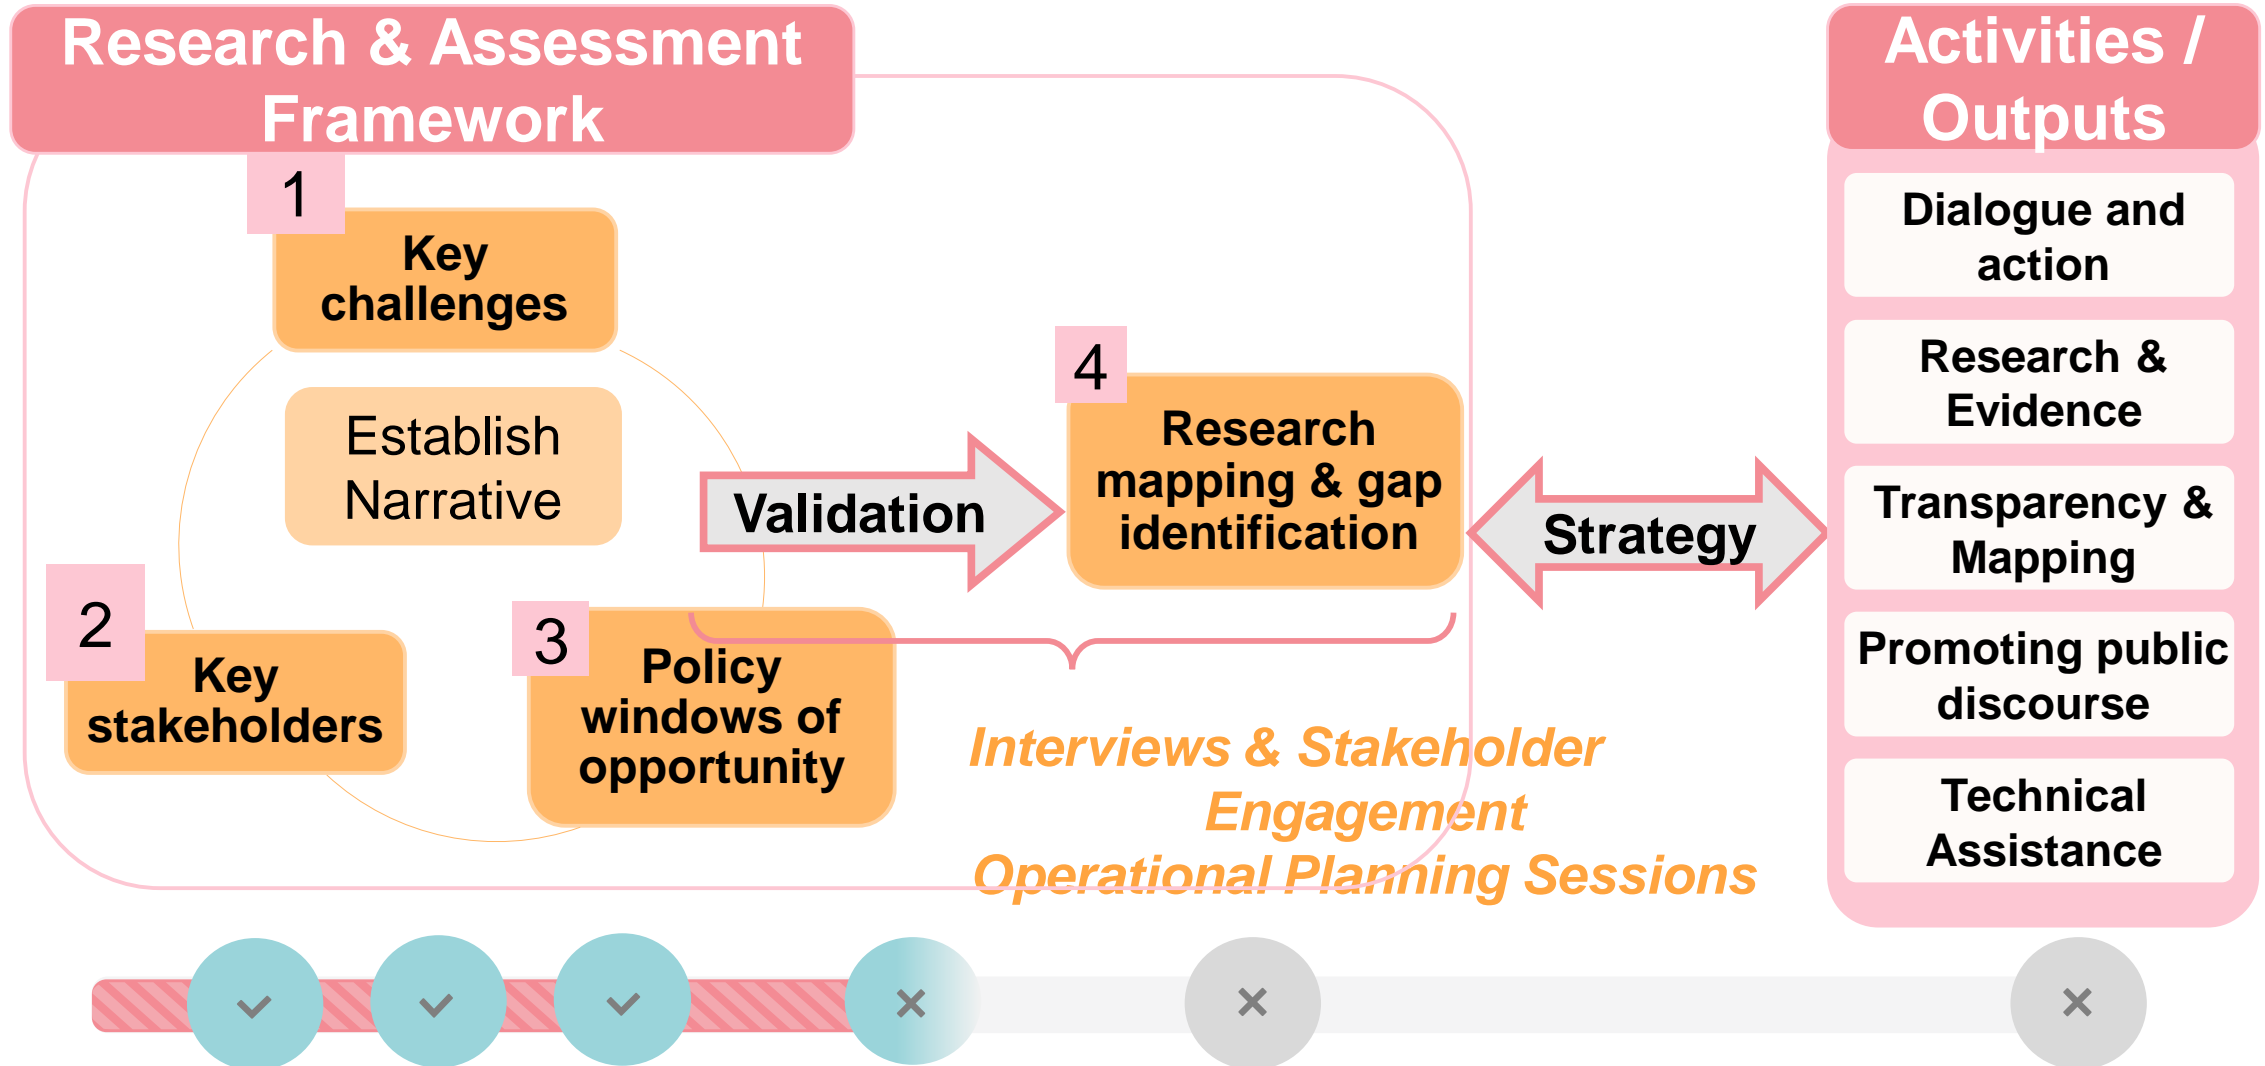 Research & Assessment
Framework
1
Key
challenges
Establish
Narrative
2
Key
stakeholders
3
Policy
windows of
opportunity
Validation
4
Research
mapping & gap
identification
Interviews & Stakeholder
Engagement
Operational Planning Sessions
Strategy
Activities /
Outputs
Dialogue and
action
Research &
Evidence
Transparency &
Mapping
Promoting public
discourse
Technical
Assistance